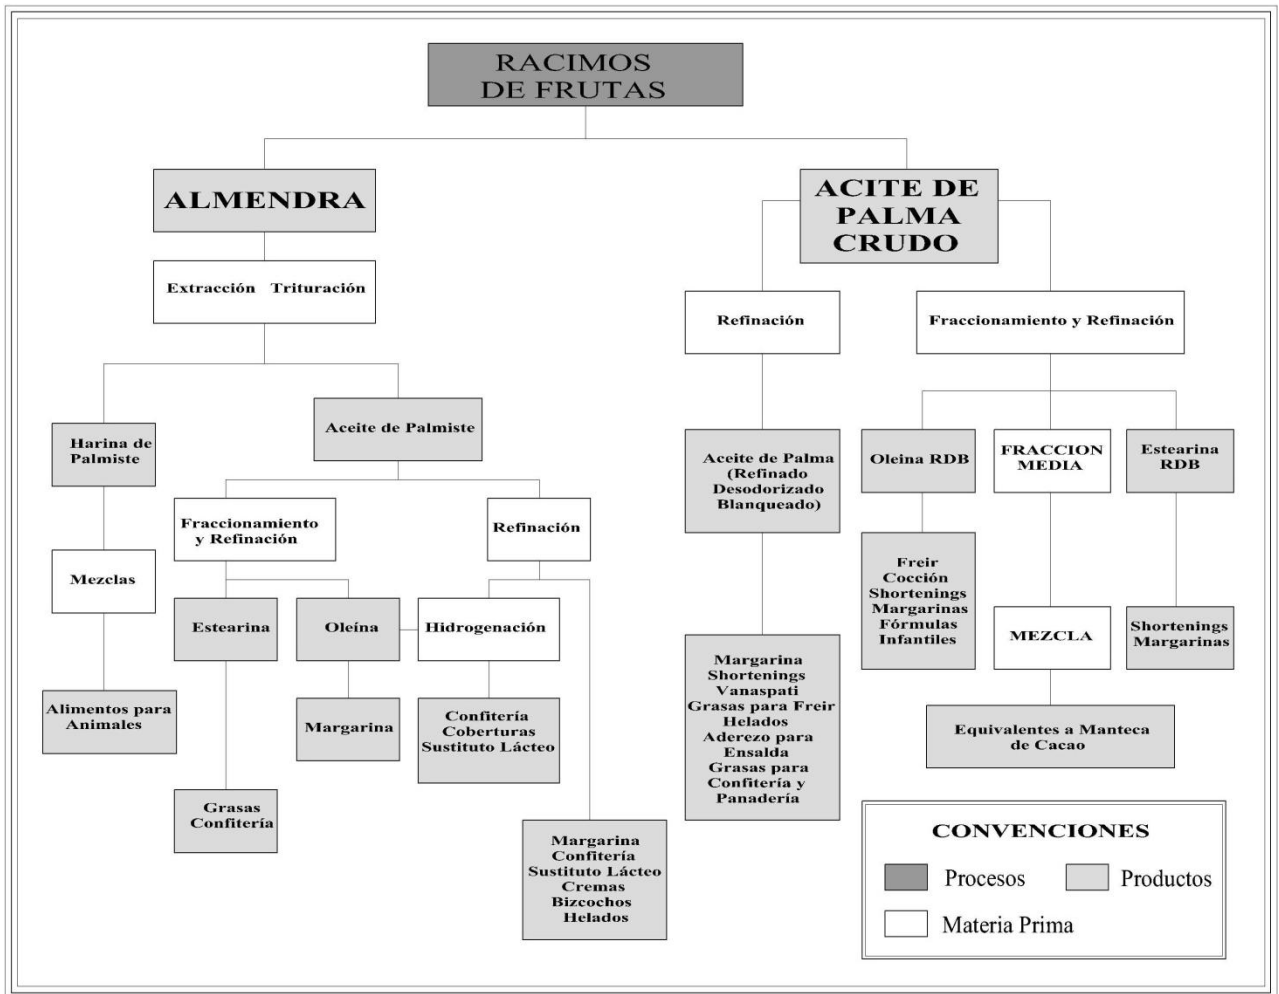 RACIMOS
DE FRUTAS
ALMENDRA
ACITE DE
PALMA
CRUDO
Extracción Trituración
Refinación
Fraccionamiento y Refinación
Harina de
Palmiste
Aceite de Palmiste
Aceite de Palma
(Refinado
Desodorizado
Blanqueado)
Oleina RDB
FRACCION
MEDIA
Estearina
RDB
Fraccionamiento
y Refinación
Refinación
Mezclas
Freir
Cocción
Shortenings
Margarinas
Fórmulas
Infantiles
Estearina
Oleína
Hidrogenación
MEZCLA
Shortenings
Margarinas
Margarina
Shortenings
Vanaspati
Grasas para Freir
Helados
Aderezo para
Ensalda
Grasas para
Confitería y
Panadería
Alimentos para
Animales
Margarina
Confitería
Coberturas
Sustituto Lácteo
Equivalentes a Manteca
de Cacao
Grasas
Confitería
Margarina
Confitería
Sustituto Lácteo
Cremas
Bizcochos
Helados
CONVENCIONES
Procesos
Productos
Materia Prima